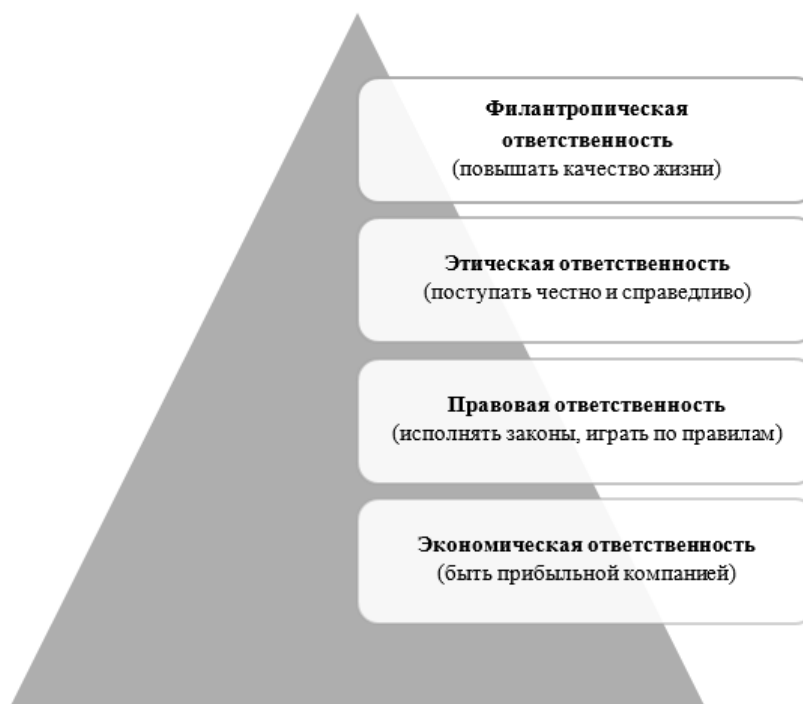 Филантропическая
ответственность
(повышать качество жизни)
Этическая ответственность
(поступать честно и справедливо)
Правовая ответственность
(исполнять законы, играть по правилам)
Экономическая ответственность
(быть прибыльной компанией)